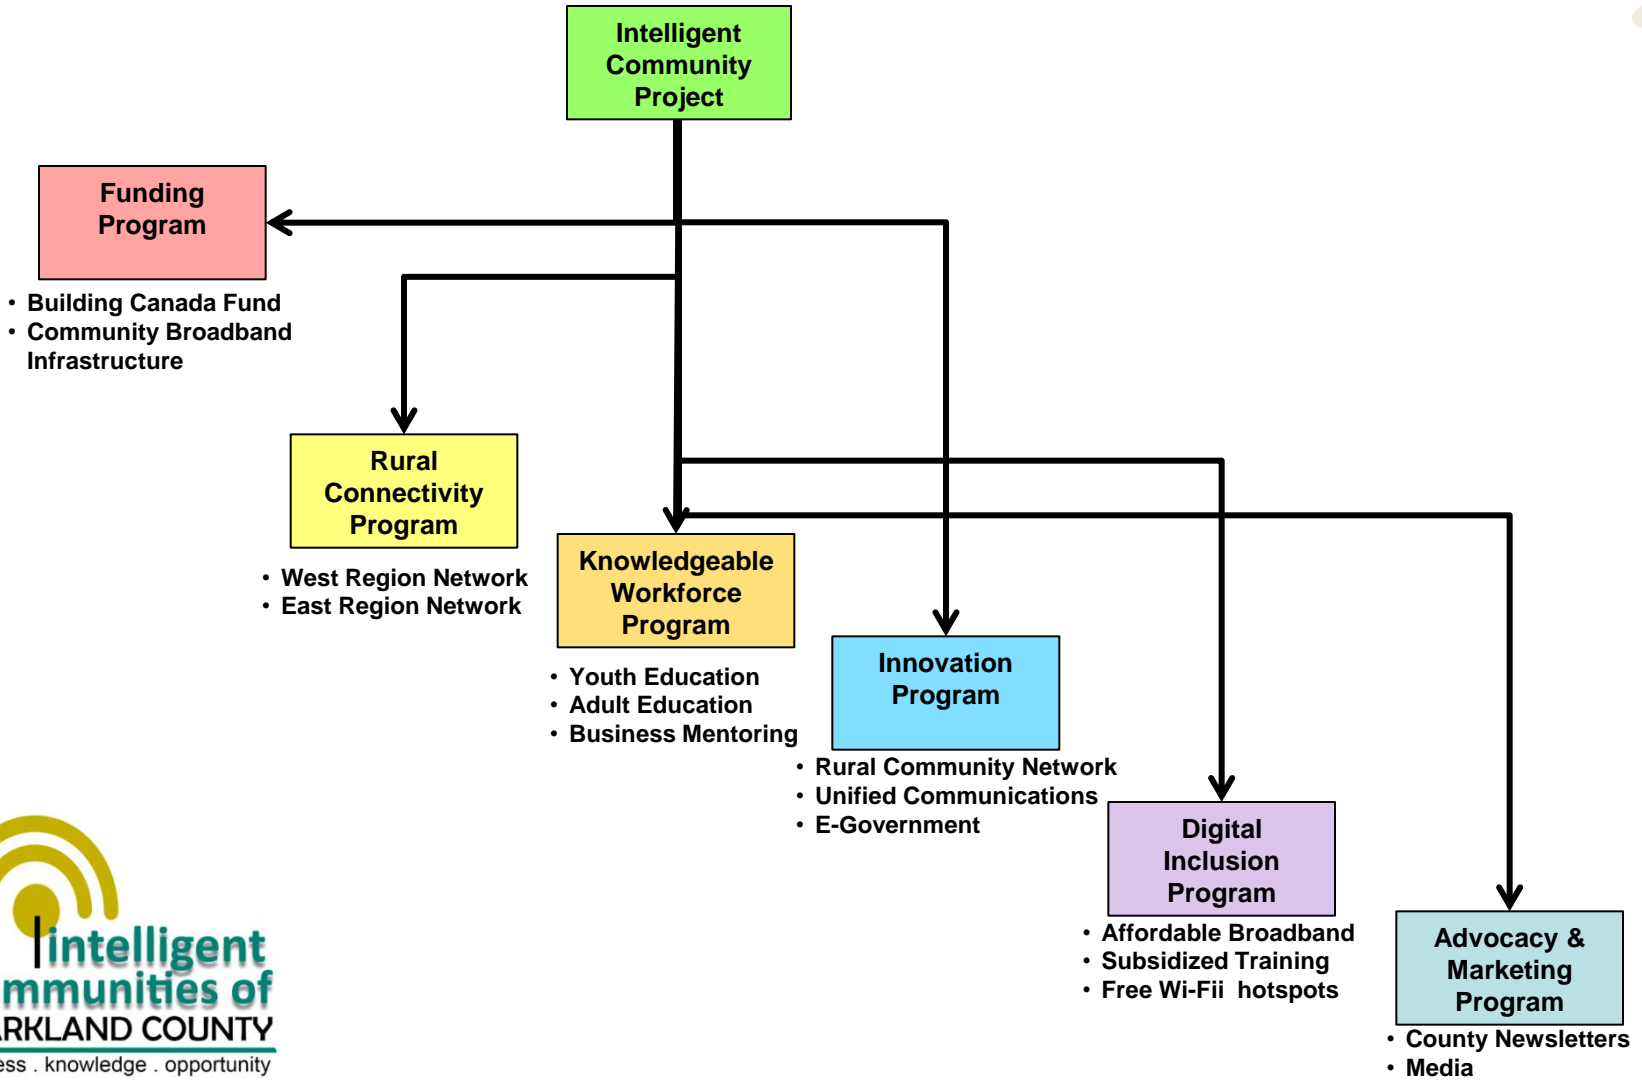 Intelligent
Community
Project
Funding
Program
• Building Canada Fund
• Community Broadband
Infrastructure
Rural
Connectivity
Program
• West Region Network
• East Region Network
Knowledgeable
Workforce
Program
• Youth Education
• Adult Education
• Business Mentoring
Innovation
Program
• Rural Community Network
• Unified Communications
• E-Government
Digital
Inclusion
Program
• Affordable Broadband
• Subsidized Training
• Free Wi-Fii hotspots
Advocacy &
Marketing
Program
• County Newsletters
• Media
intelligent
mmunities of
ARKLAND COUNTY
ess . knowledge . opportunity